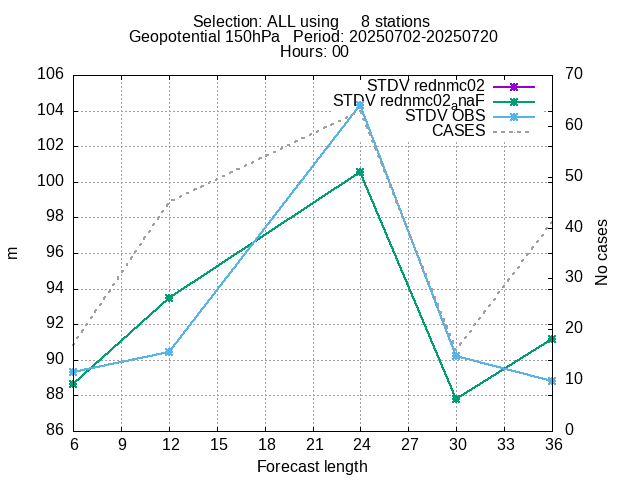 Selection: ALL using     8 stations
Geopotential 150hPa   Period: 20250702-20250720
Hours: 00
STDV rednmc02
STDV rednmc02anaF
STDV OBS
CASES
106
104
102
100
98
96
94
92
90
88
86
70
60
50
40
30
20
10
0
m
No cases
6 9 12 15 18 21 24 27 30 33 36
Forecast length